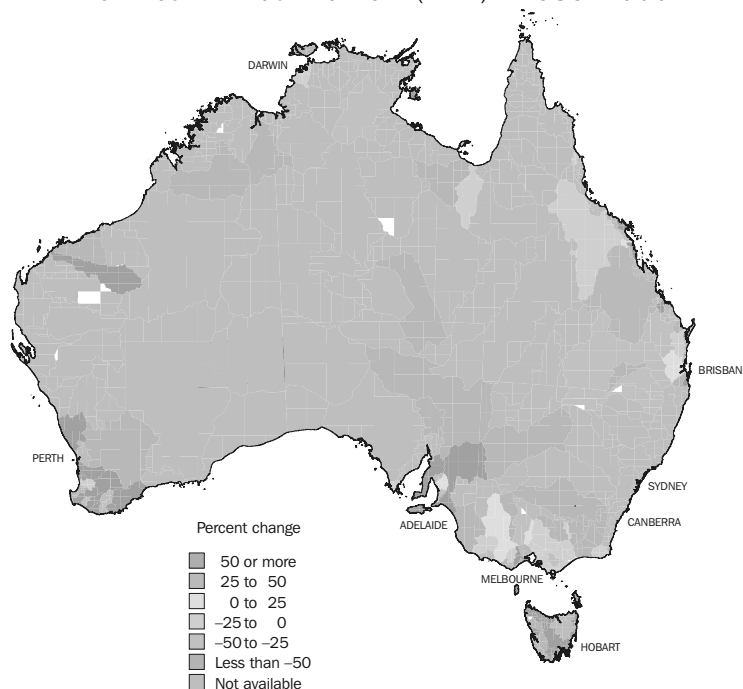 DARWIN
BRISBAN
PERTH
SYDNEY
ADELAIDE
CANBERRA
Percent change
50 or more
25 to 50
0 to 25
–25 to 0
–50 to –25
Less than –50
Not available
MELBOURNE
HOBART